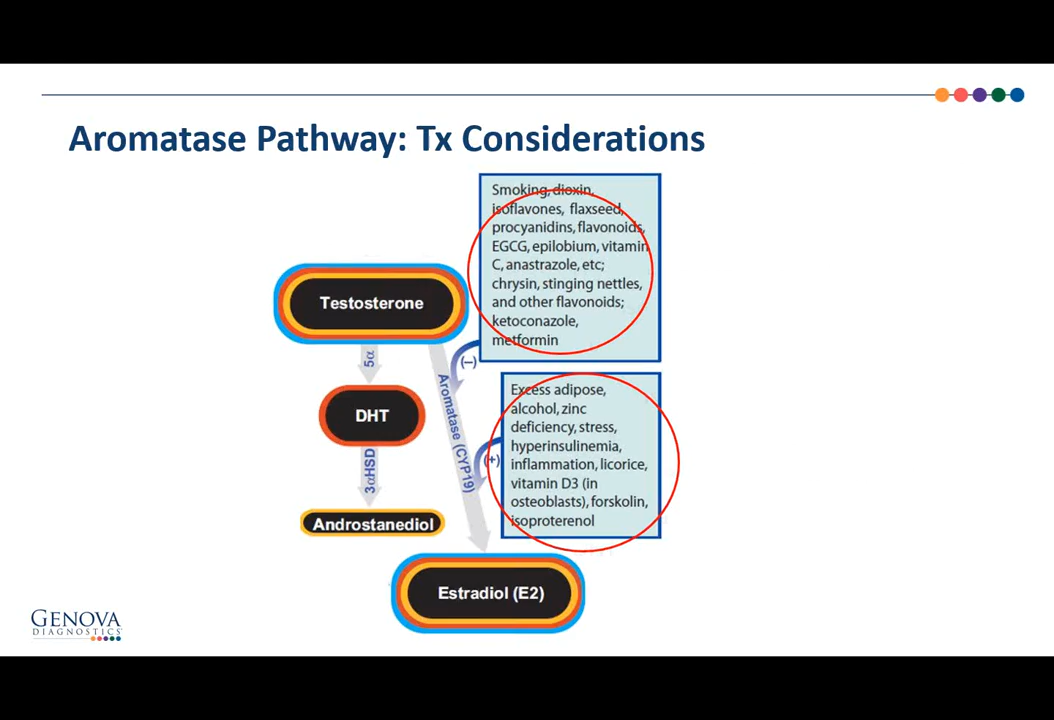 Aromatase Pathway: Tx Considerations
Smoking, dioxin,
isoflavones, flaxseed,
procyanidins, flavonoids,
EGCG, epilobium, vitamin
C, anastrazole, etc;
chrysin, stinging nettles,
and other flavonoids;
ketoconazole,
metformin
Testosterone
(–)
5α
Aromatase (CYP19)
Excess adipose,
alcohol, zinc
deficiency, stress,
hyperinsulinemia,
inflammation, licorice,
vitamin D3 (in
osteoblasts), forskolin,
isoproterenol
DHT
(+)
3αHSD
Androstanediol
Estradiol (E2)
GENOVA
DIAGNOSTICS